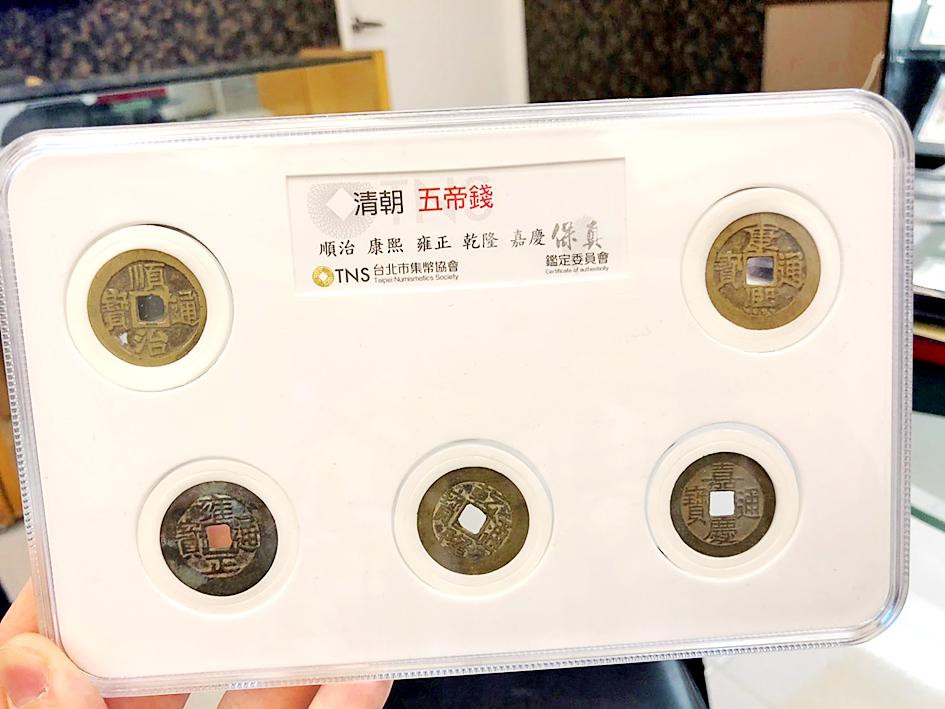 清朝 五帝錢
順治 康熙 雍正 乾隆 嘉慶 保真
TNS 台北市集幣協會 鑑定委員會
Taipei Numismetics Society Certificate of authenticity
順治通寶
康熙通寶
雍正通寶
嘉慶通寶